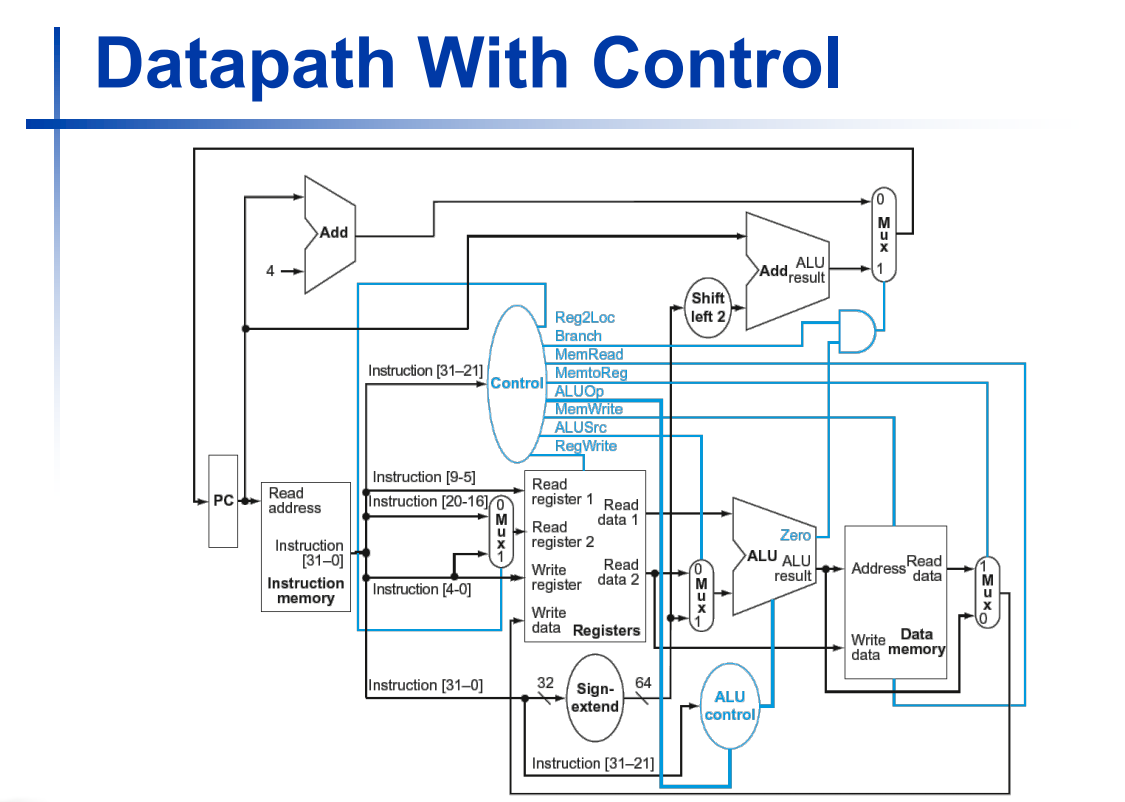 Datapath With Control
0
M
u
x
1
Add
4
Add
ALU
result
Shift
left 2
Reg2Loc
Branch
MemRead
MemtoReg
ALUOp
MemWrite
ALUSrc
RegWrite
Instruction [31–21]
Control
PC
Read
address
Instruction
[31–0]
Instruction
memory
Instruction [9-5]
Instruction [20-16]
Instruction [4-0]
0
M
u
x
1
Read
register 1
Read
register 2
Write
register
Write
data
Read
data 1
Read
data 2
Registers
0
M
u
x
1
Zero
ALU
ALU
result
Address
Read
data
Write
data
Data
memory
1
M
u
x
0
Instruction [31–0]
32
Sign-
extend
64
ALU
control
Instruction [31–21]